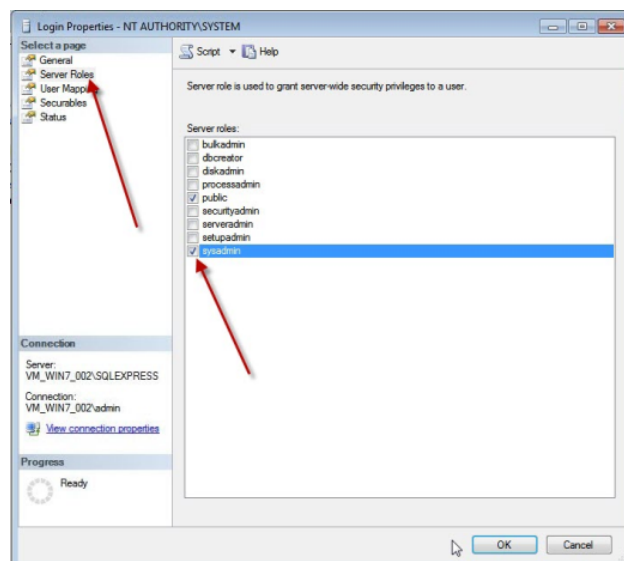 Login Properties - NT AUTHORITY\SYSTEM
Select a page
General
Server Roles
User Mapping
Securables
Status
Script
Help
Server role is used to grant server-wide security privileges to a user.
Server roles:
bulkadmin
dbcreator
diskadmin
processadmin
public
securityadmin
serveradmin
setupadmin
sysadmin
Connection
Server:
VM_WIN7_002\SQLEXPRESS
Connection:
VM_WIN7_002\admin
View connection properties
Progress
Ready
OK
Cancel